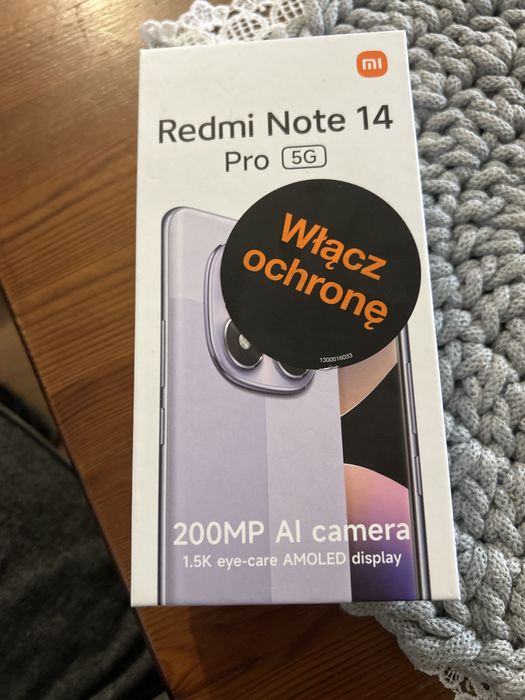 mi
Redmi Note 14
Pro 5G
Włącz
ochronę
1300016033
200MP AI camera
1.5K eye-care AMOLED display